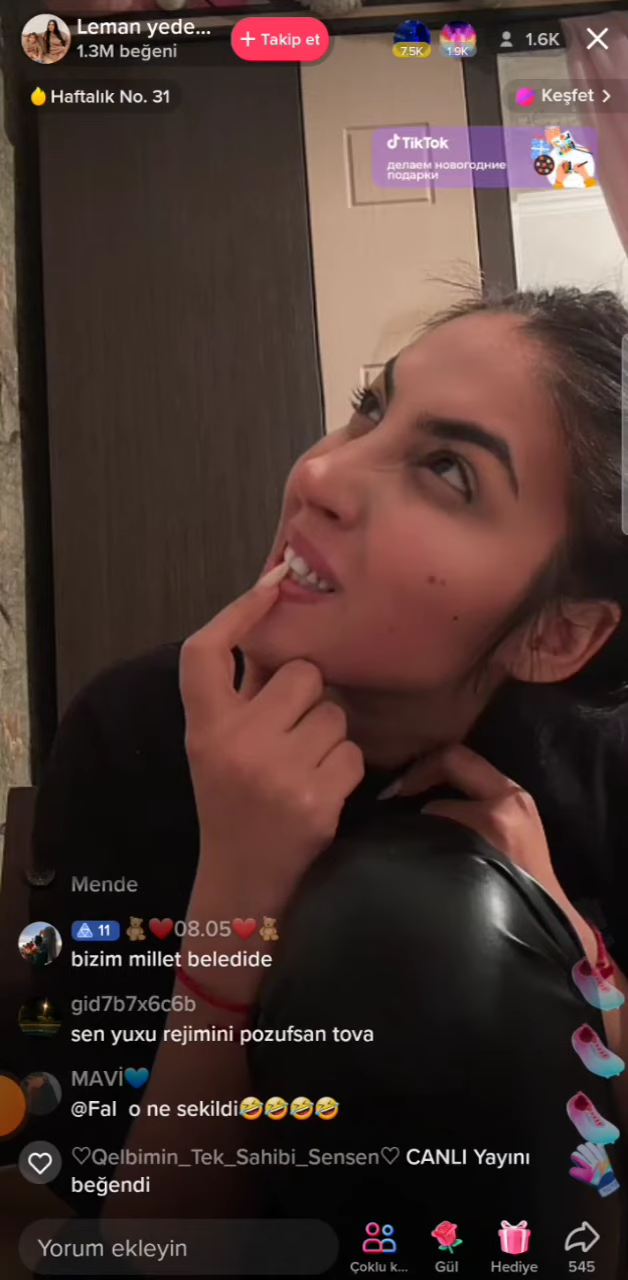 Leman yede...
1.3M beğeni
+ Takip et
7.5K
1.9K
1.6K
Haftalık No. 31
Keşfet >
TikTok
делаем новогодние
подарки
Mende
11 🧸❤️08.05❤️🧸
bizim millet beledide
gid7b7x6c6b
sen yuxu rejimini pozufsan tova
MAVİ💙
@Fal o ne sekildi🤣🤣🤣🤣
♡Qelbimin_Tek_Sahibi_Sensen♡ CANLI Yayını
beğendi
Yorum ekleyin
Çoklu k...
Gül
Hediye
545